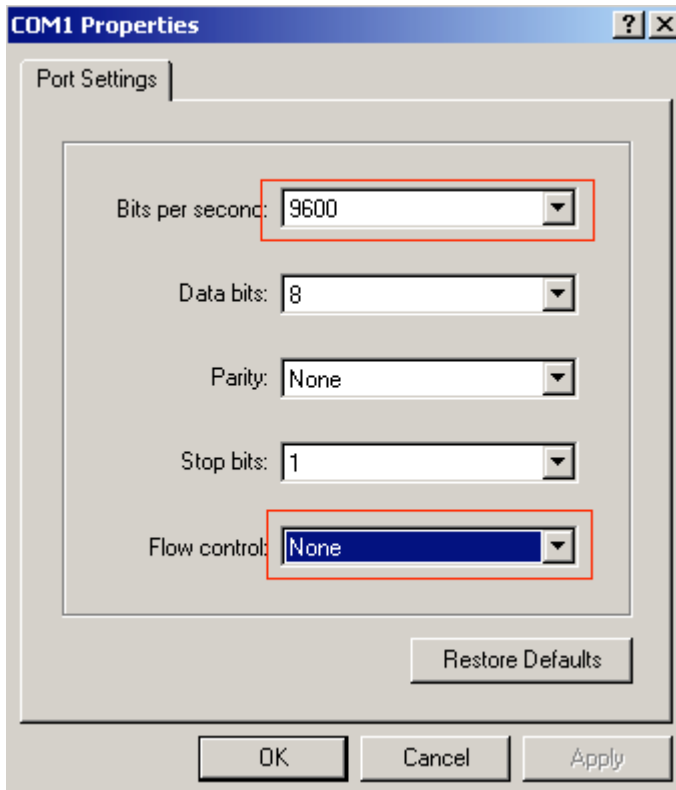 COM1 Properties
Port Settings
Bits per second: 9600
Data bits: 8
Parity: None
Stop bits: 1
Flow control: None
Restore Defaults
OK Cancel Apply